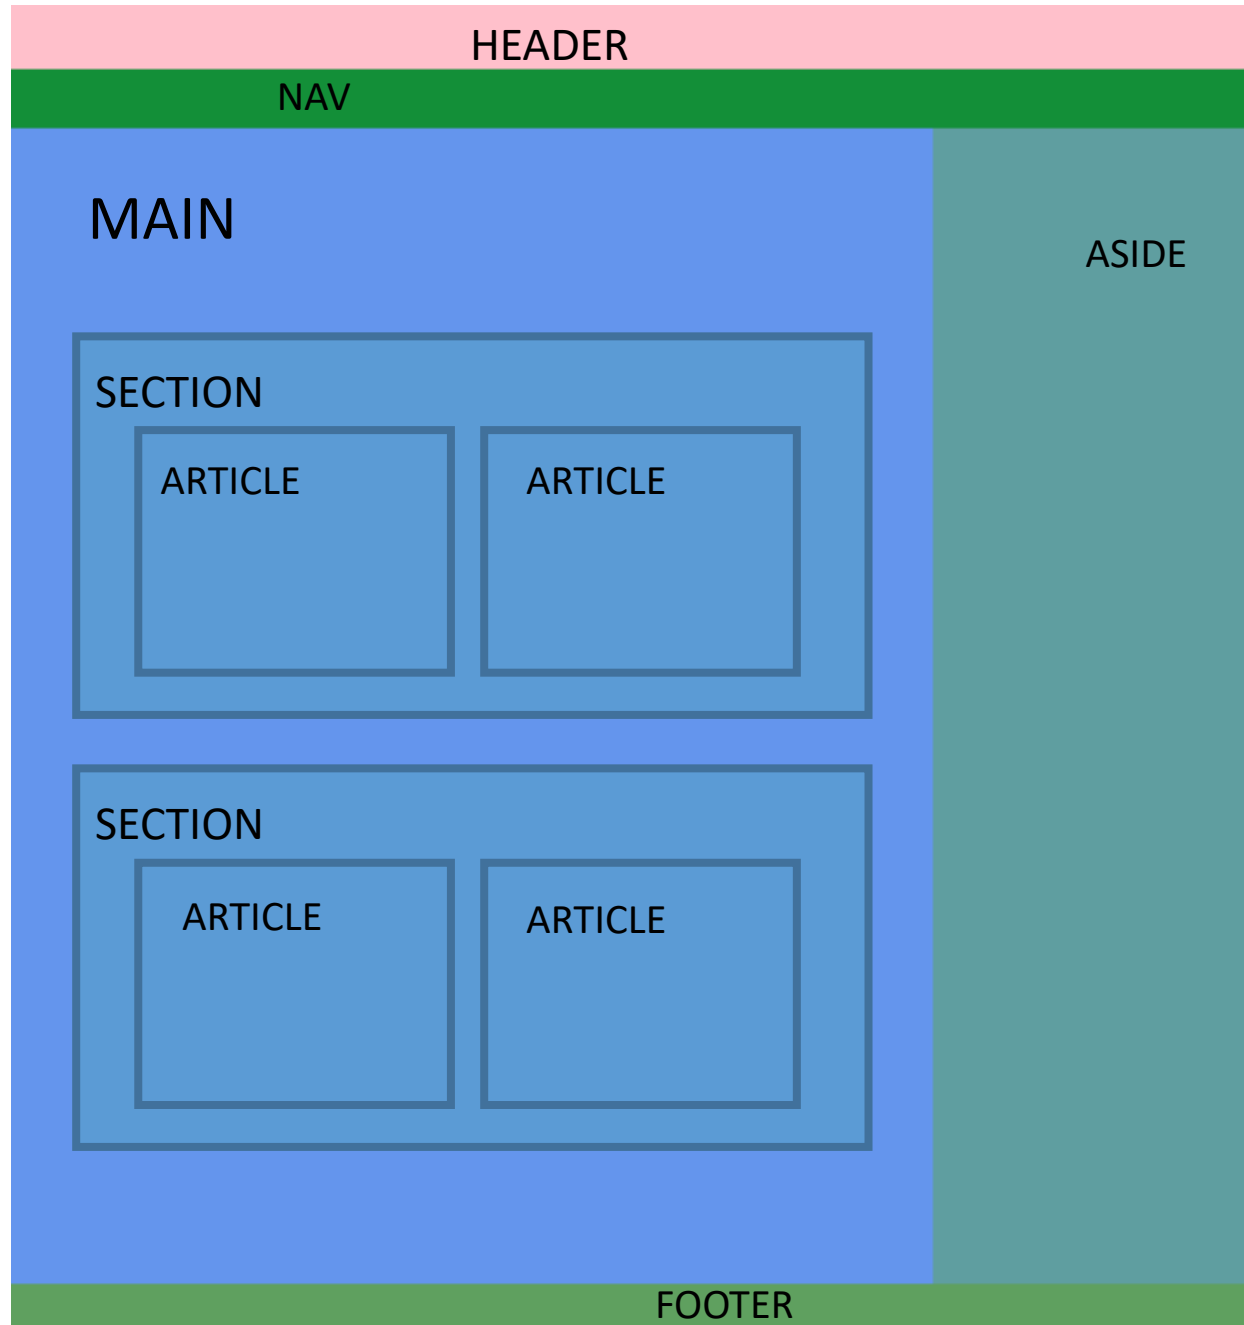 HEADER
NAV
MAIN
ASIDE
SECTION
ARTICLE
ARTICLE
SECTION
ARTICLE
ARTICLE
FOOTER